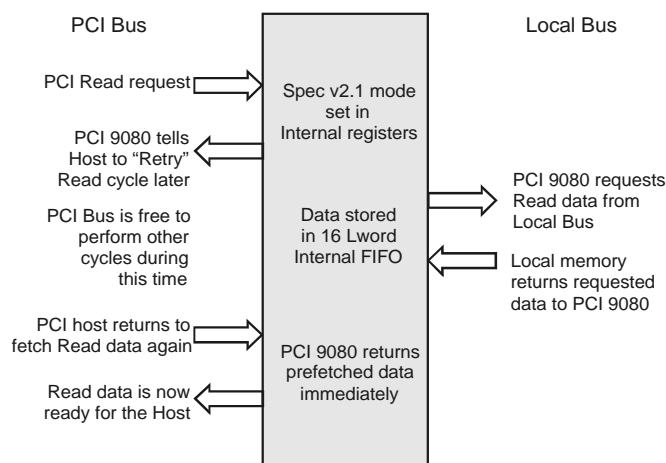 PCI Bus
Local Bus
PCI Read request
Spec v2.1 mode
set in
Internal registers
PCI 9080 tells
Host to “Retry”
Read cycle later
PCI 9080 requests
Read data from
Local Bus
PCI Bus is free to
perform other
cycles during
this time
Data stored
in 16 Lword
Internal FIFO
Local memory
returns requested
data to PCI 9080
PCI host returns to
fetch Read data again
PCI 9080 returns
prefetched data
immediately
Read data is now
ready for the Host